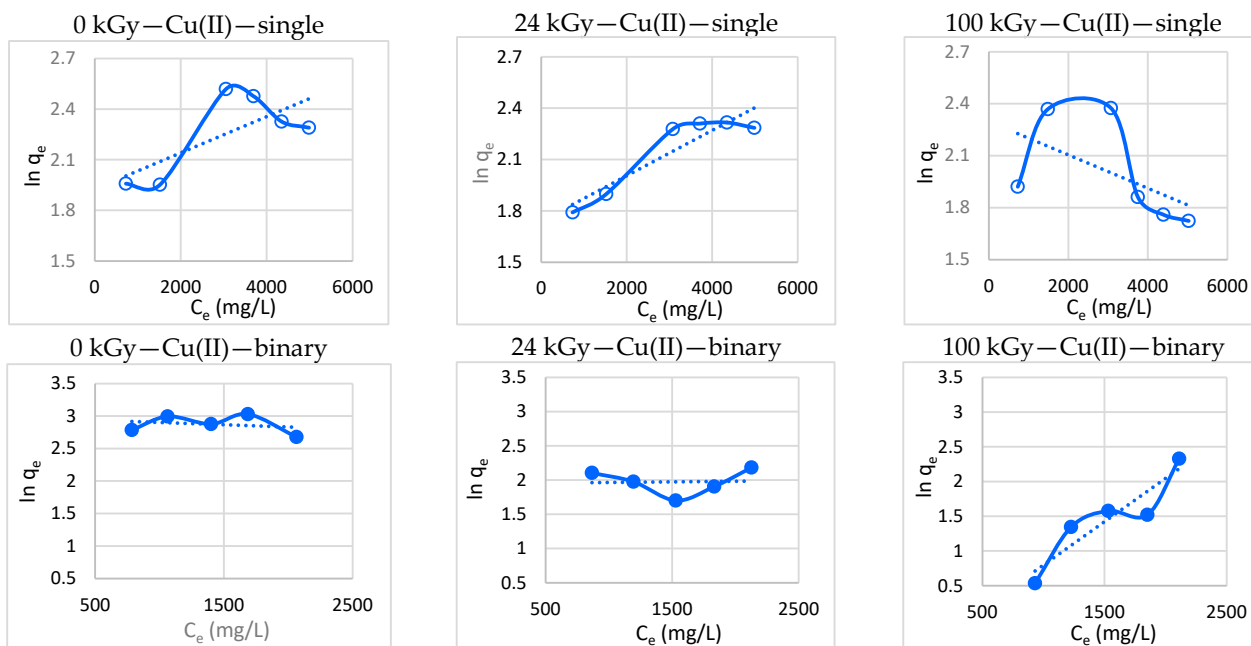 0 kGy—Cu(II)—single
2.7
2.4
2.1
1.8
1.5
ln qe
0 2000 4000 6000
Ce (mg/L)
24 kGy—Cu(II)—single
2.7
2.4
2.1
1.8
1.5
ln qe
0 2000 4000 6000
Ce (mg/L)
100 kGy—Cu(II)—single
2.7
2.4
2.1
1.8
1.5
ln qe
0 2000 4000 6000
Ce (mg/L)
0 kGy—Cu(II)—binary
3.5
3
2.5
2
1.5
1
0.5
ln qe
500 1500 2500
Ce (mg/L)
24 kGy—Cu(II)—binary
3.5
3
2.5
2
1.5
1
0.5
ln qe
500 1500 2500
Ce (mg/L)
100 kGy—Cu(II)—binary
3.5
3
2.5
2
1.5
1
0.5
ln qe
500 1500 2500
Ce (mg/L)